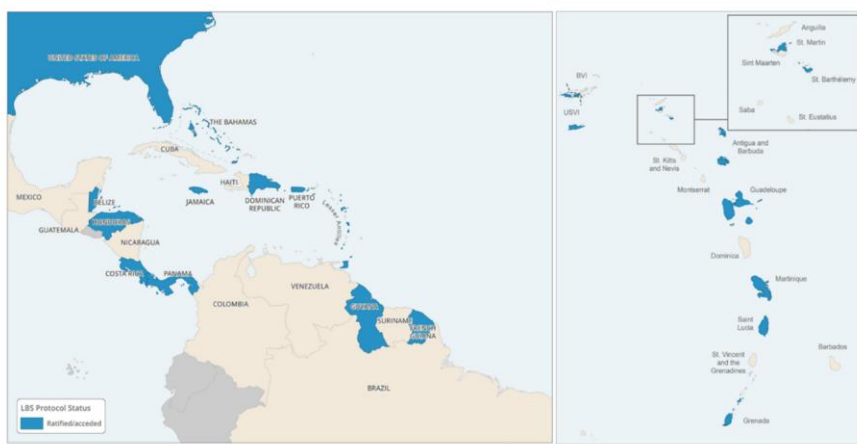 UNITED STATES OF AMERICA
THE BAHAMAS
CUBA
MEXICO
HAITI
BELIZE
JAMAICA
DOMINICAN
REPUBLIC
PUERTO
RICO
Lesser Antilles
HONDURAS
GUATEMALA
NICARAGUA
COSTA RICA
PANAMA
VENEZUELA
GUYANA
COLOMBIA
SURINAME
FRENCH
GUIANA
BRAZIL
LBS Protocol Status
Ratified/acceded
Anguilla
St. Martin
Sint Maarten
St. Barthélemy
BVI
USVI
Saba
St. Eustatius
Antigua and
Barbuda
St. Kitts
and Nevis
Montserrat
Guadeloupe
Dominica
Martinique
Saint
Lucia
St. Vincent
and the
Grenadines
Barbados
Grenada